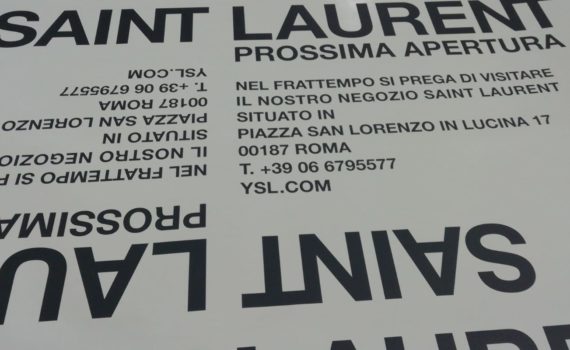 SAINT LAURENT
PROSSIMA APERTURA
NEL FRATTEMPO SI PREGA DI VISITARE
IL NOSTRO NEGOZIO SAINT LAURENT
SITUATO IN
PIAZZA SAN LORENZO IN LUCINA 17
00187 ROMA
T. +39 06 6795577
YSL.COM
SAINT
SAINT LAU
PROSSIMA
NEL FRATTEMPO SI P
IL NOSTRO NEGOZIO
SITUATO IN
PIAZZA SAN LORENZO
00187 ROMA
T. +39 06 6795577
YSL.COM